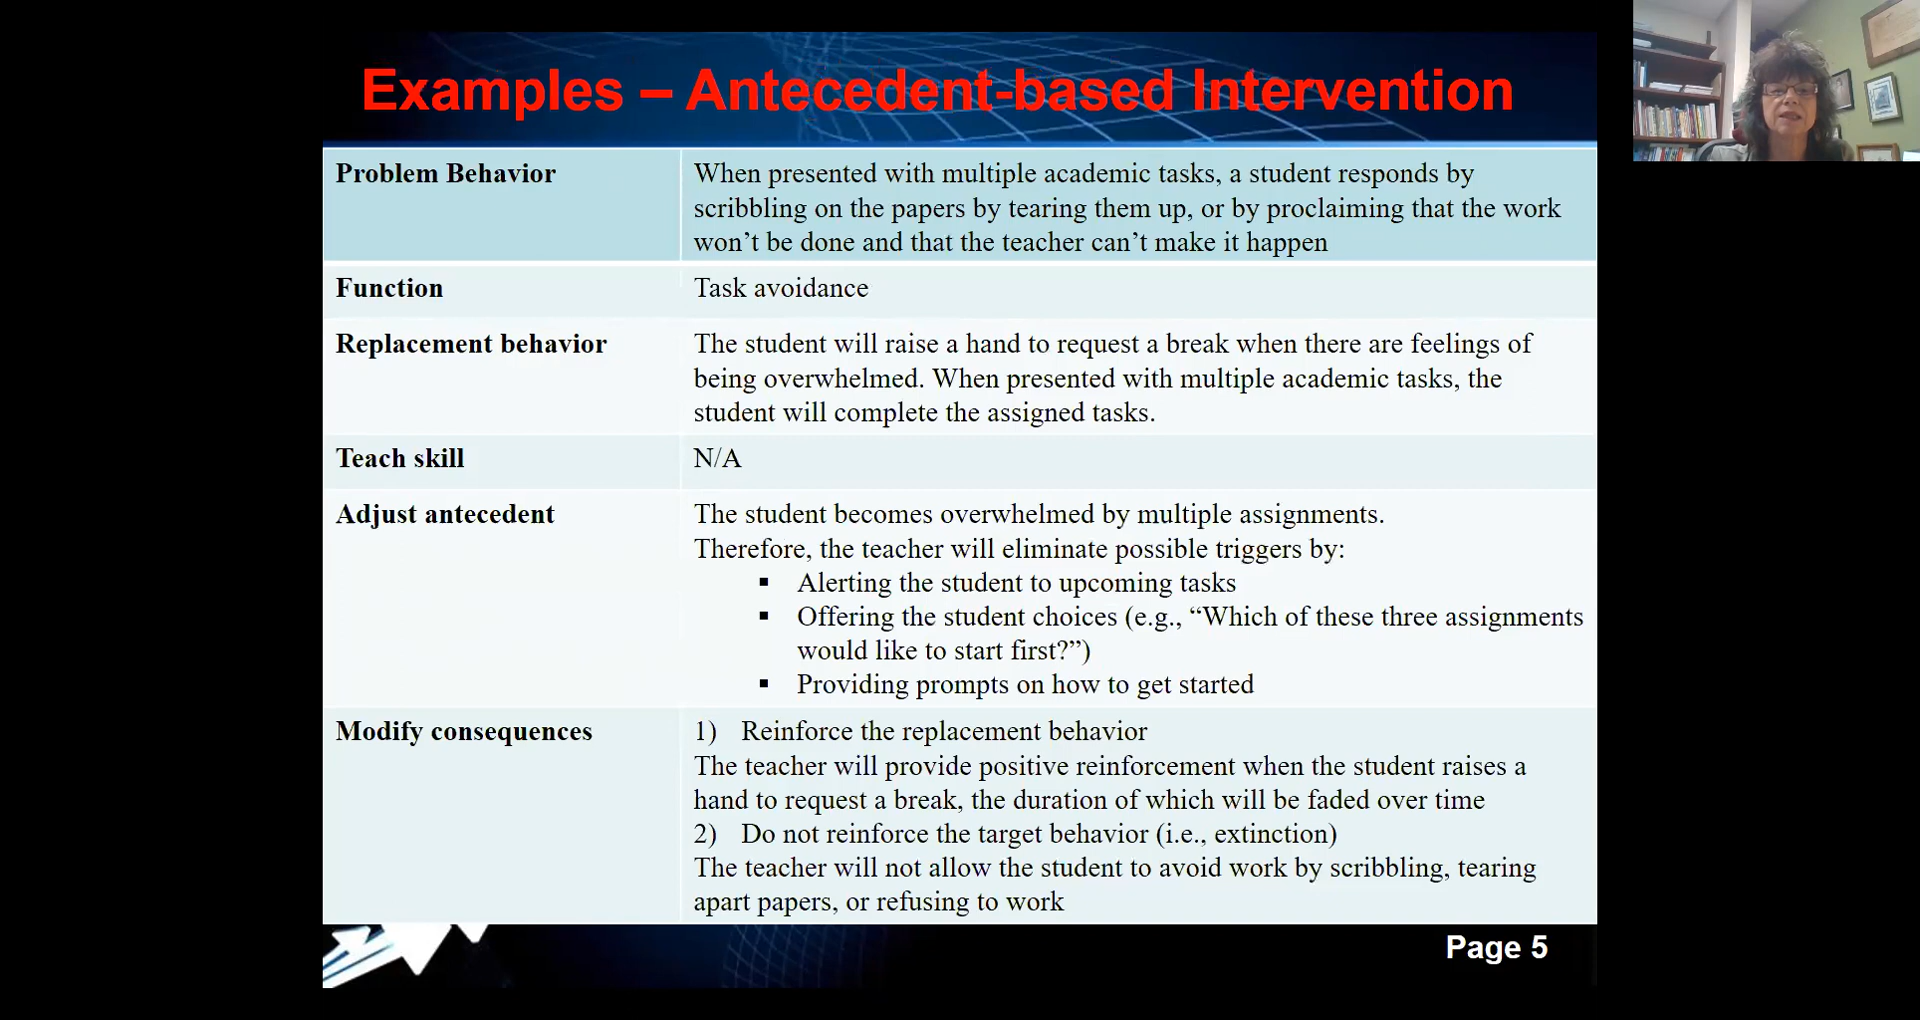 Examples – Antecedent-based Intervention
Problem Behavior
When presented with multiple academic tasks, a student responds by
scribbling on the papers by tearing them up, or by proclaiming that the work
won’t be done and that the teacher can’t make it happen
Function
Task avoidance
Replacement behavior
The student will raise a hand to request a break when there are feelings of
being overwhelmed. When presented with multiple academic tasks, the
student will complete the assigned tasks.
Teach skill
N/A
Adjust antecedent
The student becomes overwhelmed by multiple assignments.
Therefore, the teacher will eliminate possible triggers by:
▪ Alerting the student to upcoming tasks
▪ Offering the student choices (e.g., “Which of these three assignments
would like to start first?”)
▪ Providing prompts on how to get started
Modify consequences
1) Reinforce the replacement behavior
The teacher will provide positive reinforcement when the student raises a
hand to request a break, the duration of which will be faded over time
2) Do not reinforce the target behavior (i.e., extinction)
The teacher will not allow the student to avoid work by scribbling, tearing
apart papers, or refusing to work
Page 5